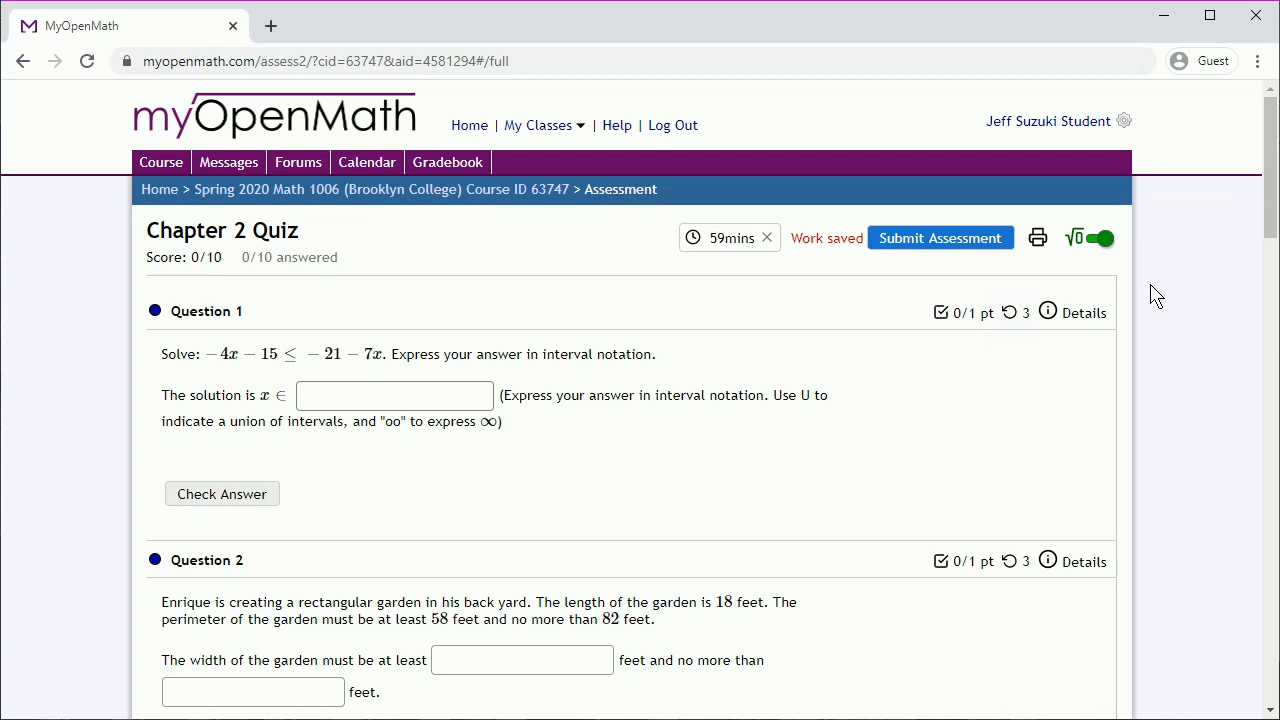 MyOpenMath
myopenmath.com/assess2/?cid=63747&aid=4581294#/full
Guest
myOpenMath
Home | My Classes | Help | Log Out
Jeff Suzuki Student
Course Messages Forums Calendar Gradebook
Home > Spring 2020 Math 1006 (Brooklyn College) Course ID 63747 > Assessment
Chapter 2 Quiz
59mins
Work saved
Submit Assessment
√0
Score: 0/10 0/10 answered
Question 1
0/1 pt 3 Details
Solve: −4x − 15 ≤ − 21 − 7x. Express your answer in interval notation.
The solution is x ∈ (Express your answer in interval notation. Use U to
indicate a union of intervals, and "oo" to express ∞)
Check Answer
Question 2
0/1 pt 3 Details
Enrique is creating a rectangular garden in his back yard. The length of the garden is 18 feet. The
perimeter of the garden must be at least 58 feet and no more than 82 feet.
The width of the garden must be at least feet and no more than
feet.